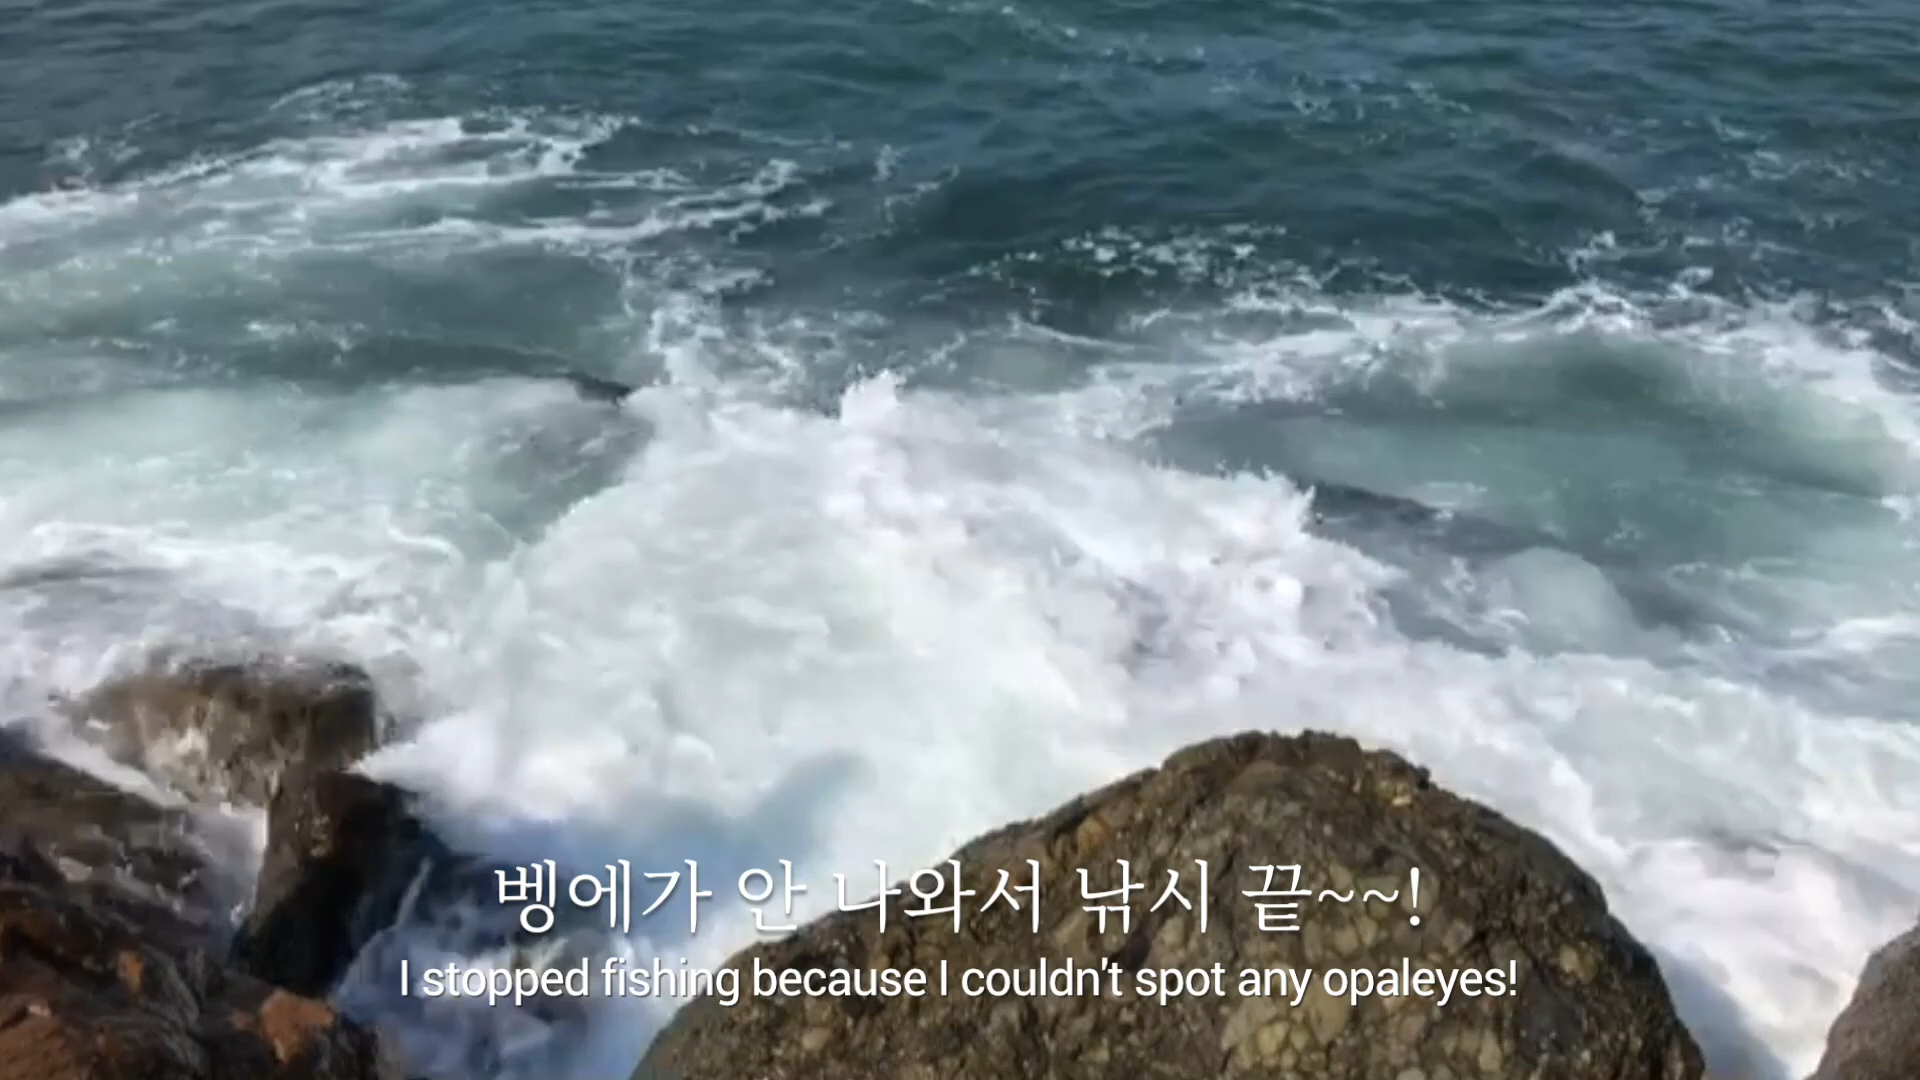 벵에가 안 나와서 낚시 끝~~!
I stopped fishing because I couldn't spot any opaleyes!